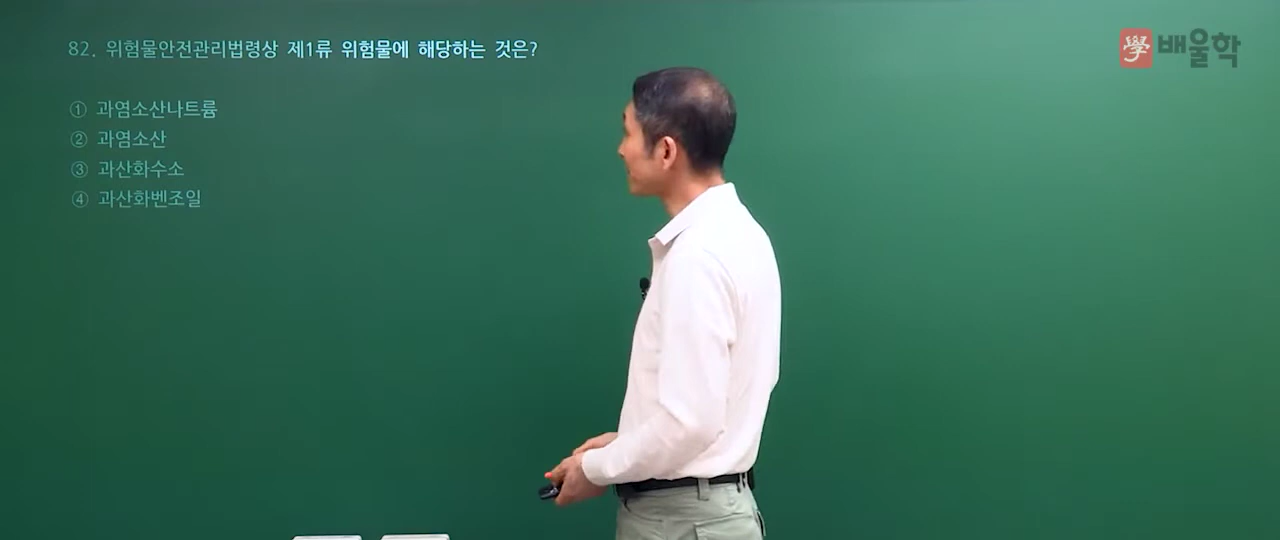 82. 위험물안전관리법령상 제1류 위험물에 해당하는 것은?
學 배울학
① 과염소산나트륨
② 과염소산
③ 과산화수소
④ 과산화벤조일